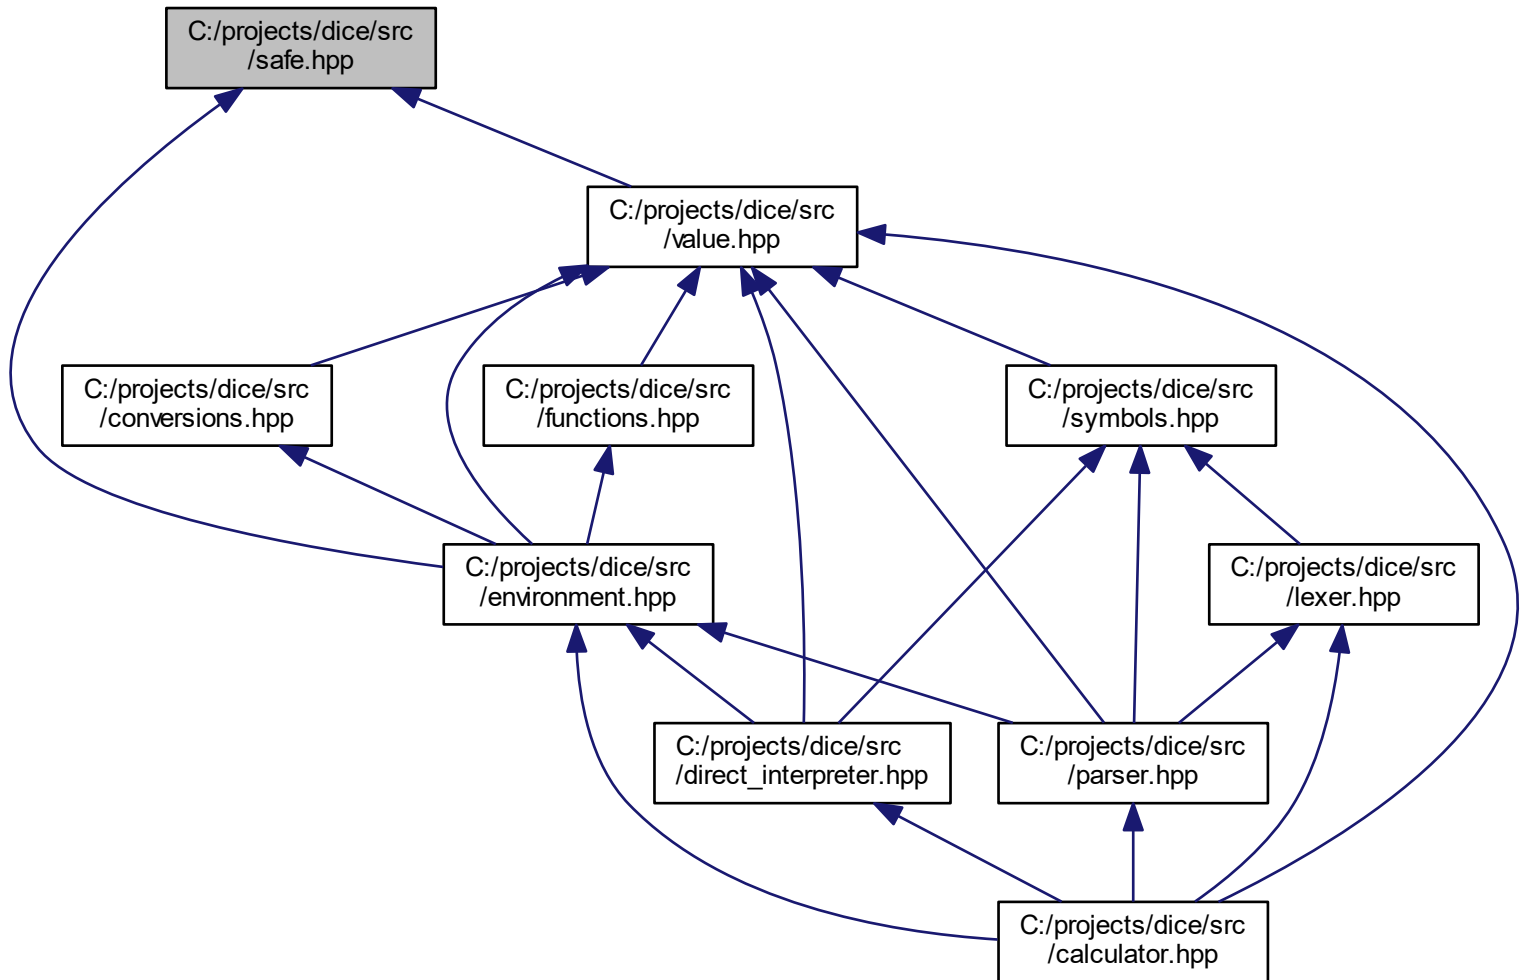 C:/projects/dice/src
/safe.hpp
C:/projects/dice/src
/value.hpp
C:/projects/dice/src
/conversions.hpp
C:/projects/dice/src
/functions.hpp
C:/projects/dice/src
/symbols.hpp
C:/projects/dice/src
/environment.hpp
C:/projects/dice/src
/lexer.hpp
C:/projects/dice/src
/direct_interpreter.hpp
C:/projects/dice/src
/parser.hpp
C:/projects/dice/src
/calculator.hpp